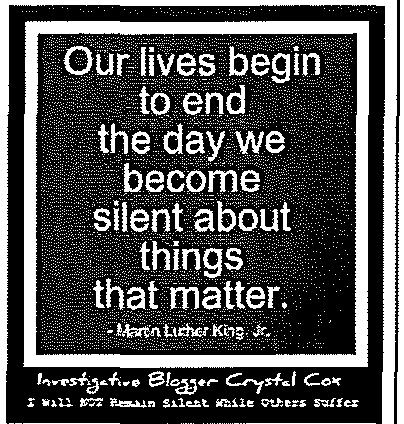 Our lives begin
to end
the day we
become
silent about
things
that matter.
- Martin Luther King, Jr.
Investigative Blogger Crystal Cox
I Will NOT Remain Silent While Others Suffer